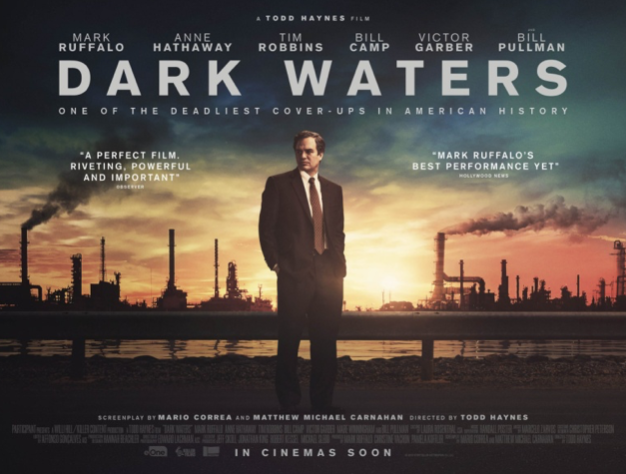 A TODD HAYNES FILM
MARK RUFFALO
ANNE HATHAWAY
TIM ROBBINS
BILL CAMP
VICTOR GARBER
BILL PULLMAN
DARK WATERS
ONE OF THE DEADLIEST COVER-UPS IN AMERICAN HISTORY
"A PERFECT FILM.
RIVETING, POWERFUL
AND IMPORTANT"
OBSERVER
"MARK RUFFALO'S
BEST PERFORMANCE YET"
HOLLYWOOD NEWS
SCREENPLAY BY MARIO CORREA AND MATTHEW MICHAEL CARNAHAN DIRECTED BY TODD HAYNES
IN CINEMAS SOON